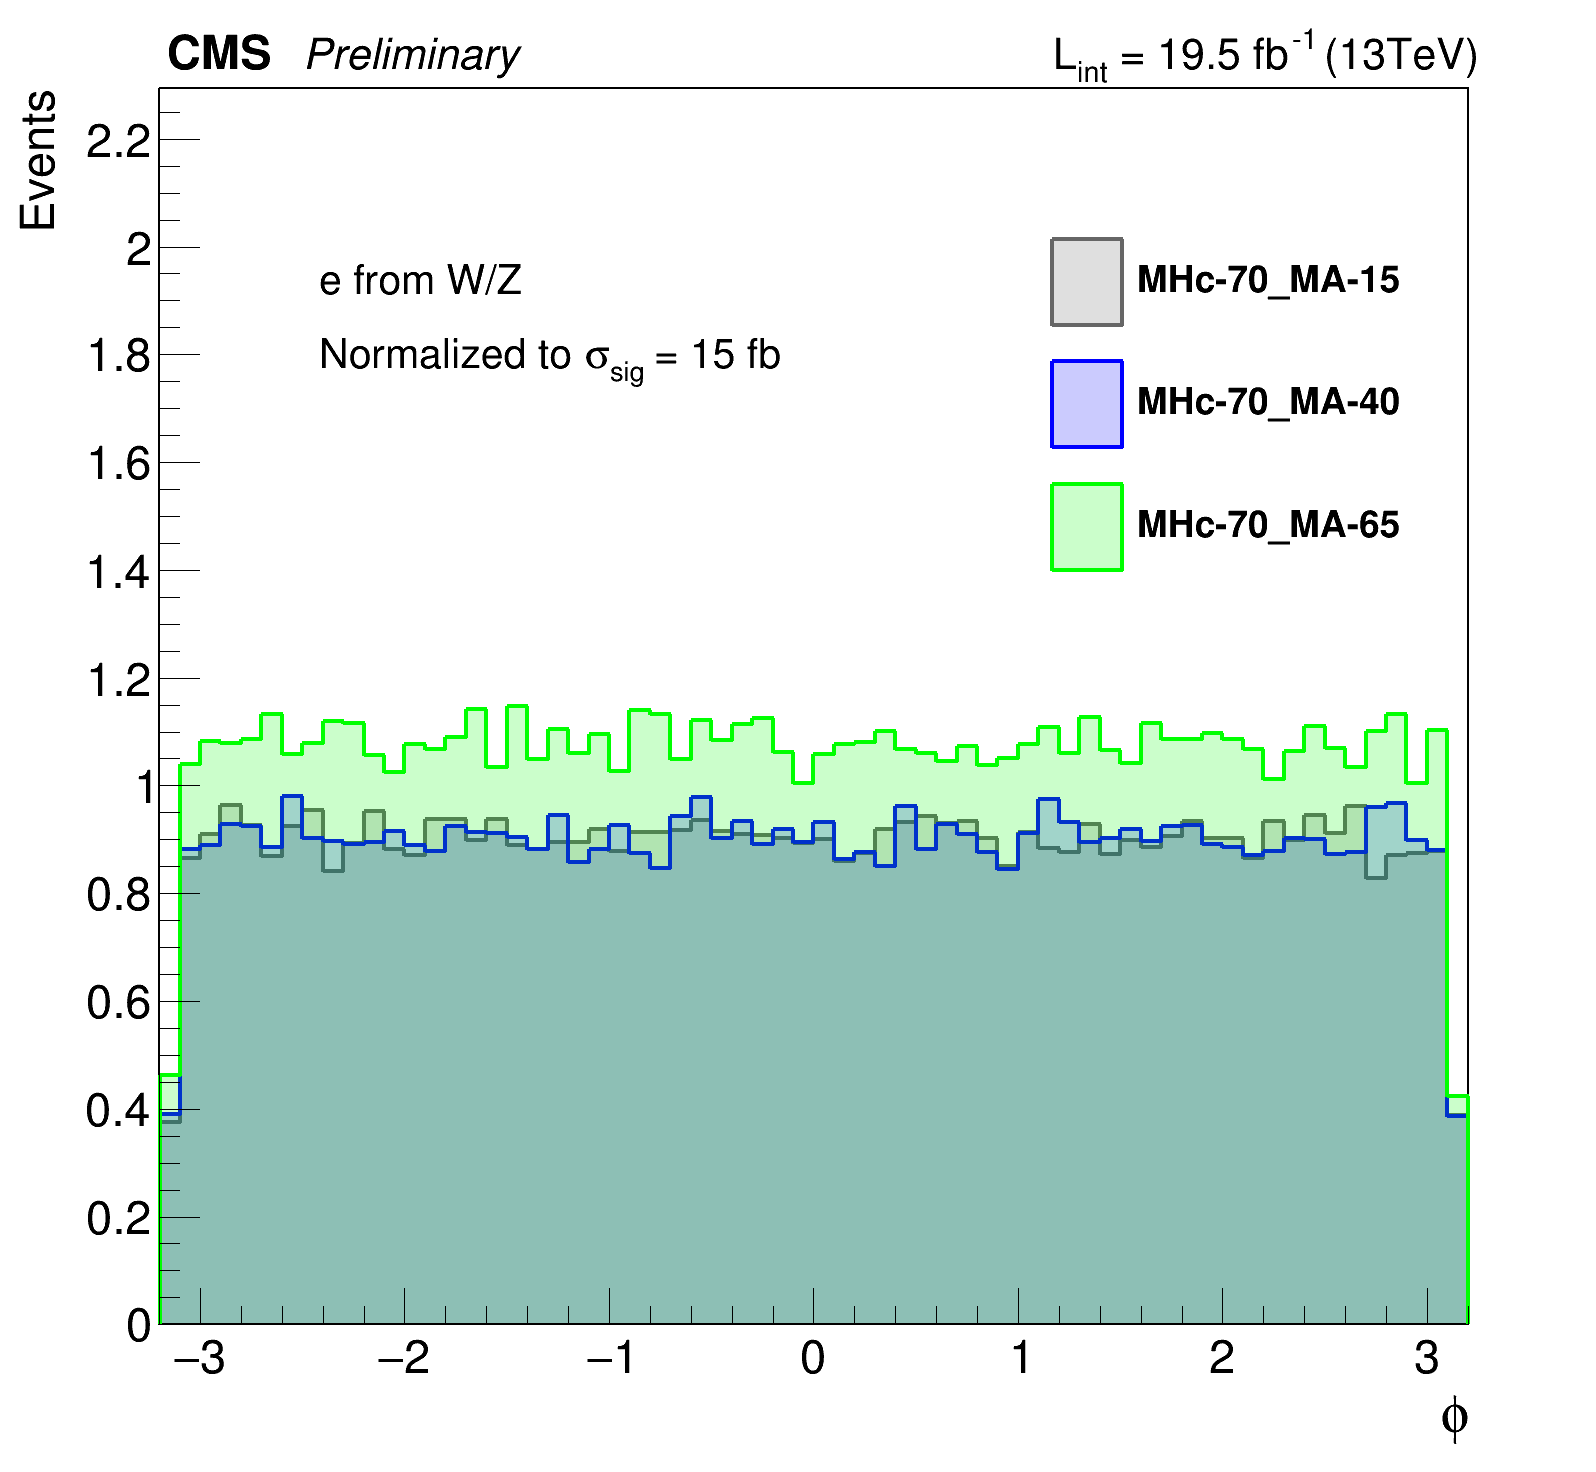 CMS Preliminary L_int = 19.5 fb^-1 (13TeV)
Events
2.2
2
1.8
1.6
1.4
1.2
1
0.8
0.6
0.4
0.2
0
e from W/Z
Normalized to σ_sig = 15 fb
MHc-70_MA-15
MHc-70_MA-40
MHc-70_MA-65
−3 −2 −1 0 1 2 3
ϕ